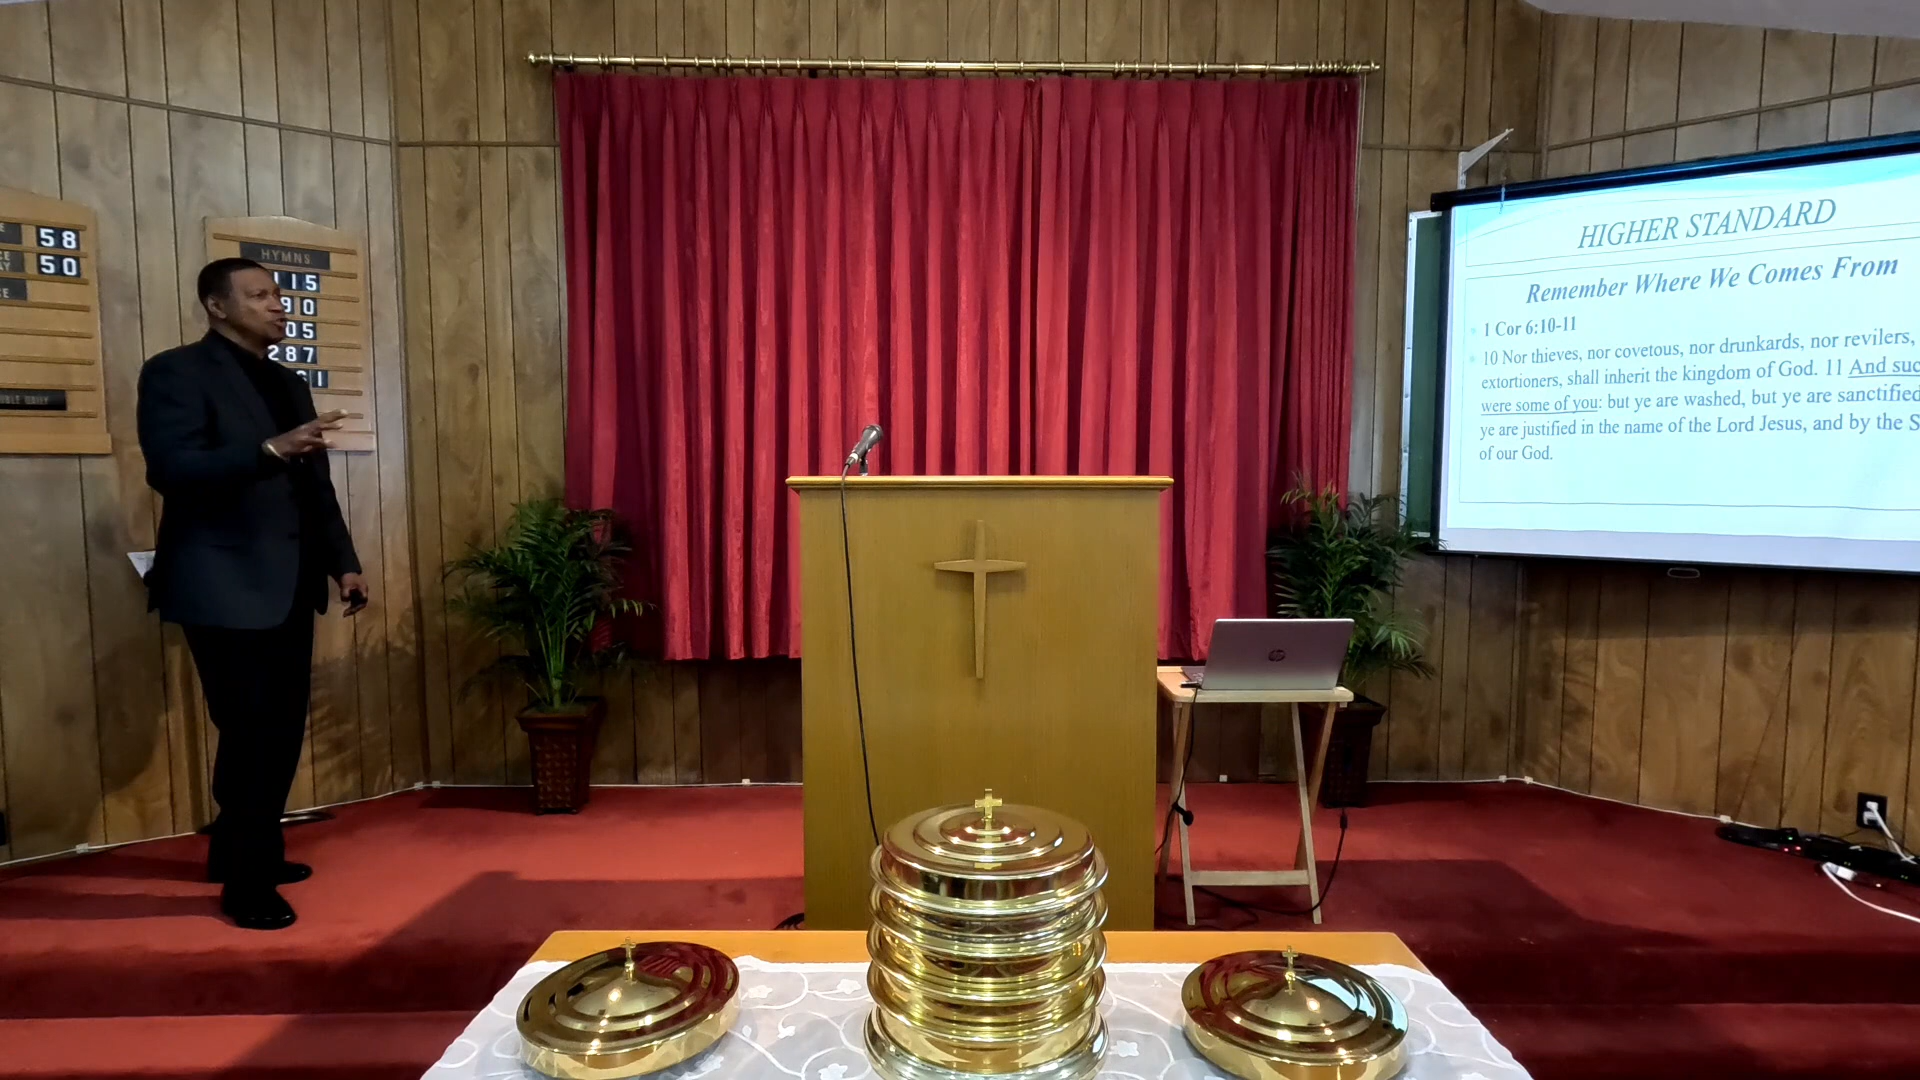 58
50
HYMNS
115
90
05
287
61
hp
HIGHER STANDARD
Remember Where We Comes From
1 Cor 6:10-11
10 Nor thieves, nor covetous, nor drunkards, nor revilers,
extortioners, shall inherit the kingdom of God. 11 And suc
were some of you: but ye are washed, but ye are sanctified
ye are justified in the name of the Lord Jesus, and by the S
of our God.